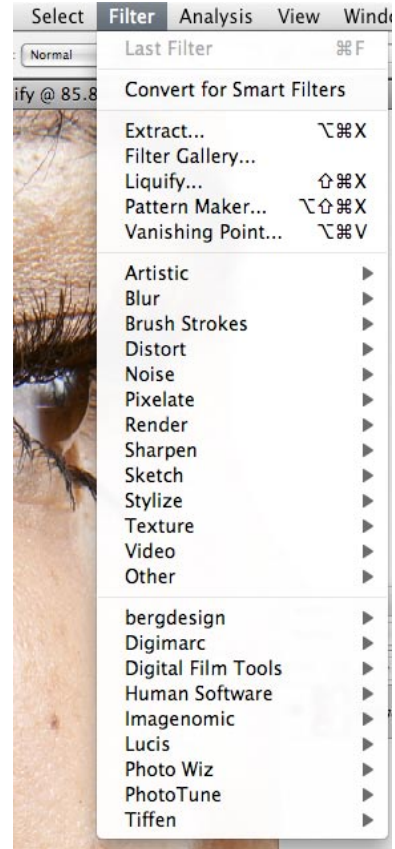 Select Filter Analysis View Wind
Normal
Last Filter ⌘F
ify @ 85.8
Convert for Smart Filters
Extract... ⌥⌘X
Filter Gallery...
Liquify... ⇧⌘X
Pattern Maker... ⌥⇧⌘X
Vanishing Point... ⌥⌘V
Artistic
Blur
Brush Strokes
Distort
Noise
Pixelate
Render
Sharpen
Sketch
Stylize
Texture
Video
Other
bergdesign
Digimarc
Digital Film Tools
Human Software
Imagenomic
Lucis
Photo Wiz
PhotoTune
Tiffen